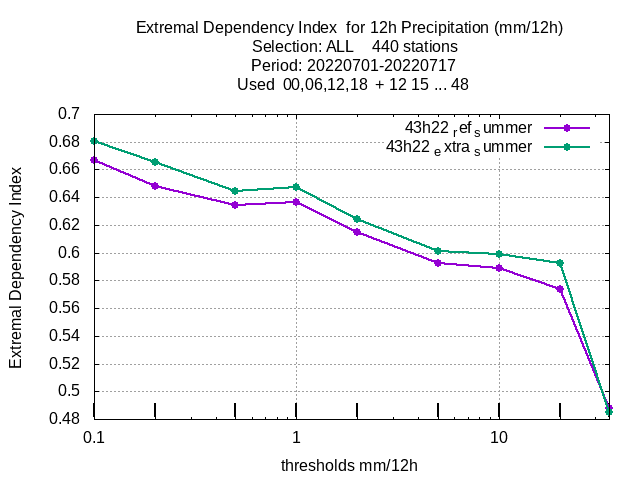 Extremal Dependency Index  for 12h Precipitation (mm/12h)
Selection: ALL    440 stations
Period: 20220701-20220717
Used  00,06,12,18  + 12 15 ... 48
43h22 ref summer
43h22 extra summer
Extremal Dependency Index
0.7
0.68
0.66
0.64
0.62
0.6
0.58
0.56
0.54
0.52
0.5
0.48
0.1 1 10
thresholds mm/12h